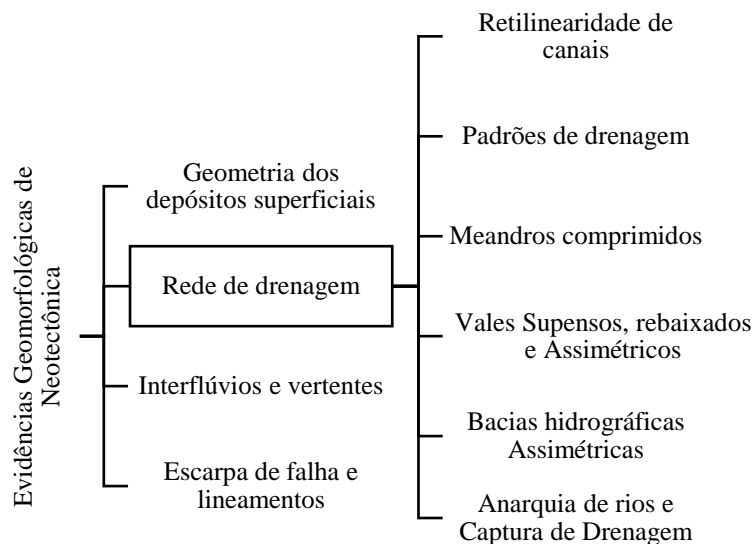 Evidências Geomorfológicas de
Neotectônica
Geometria dos
depósitos superficiais
Rede de drenagem
Interflúvios e vertentes
Escarpa de falha e
lineamentos
Retilinearidade de
canais
Padrões de drenagem
Meandros comprimidos
Vales Supensos, rebaixados
e Assimétricos
Bacias hidrográficas
Assimétricas
Anarquia de rios e
Captura de Drenagem